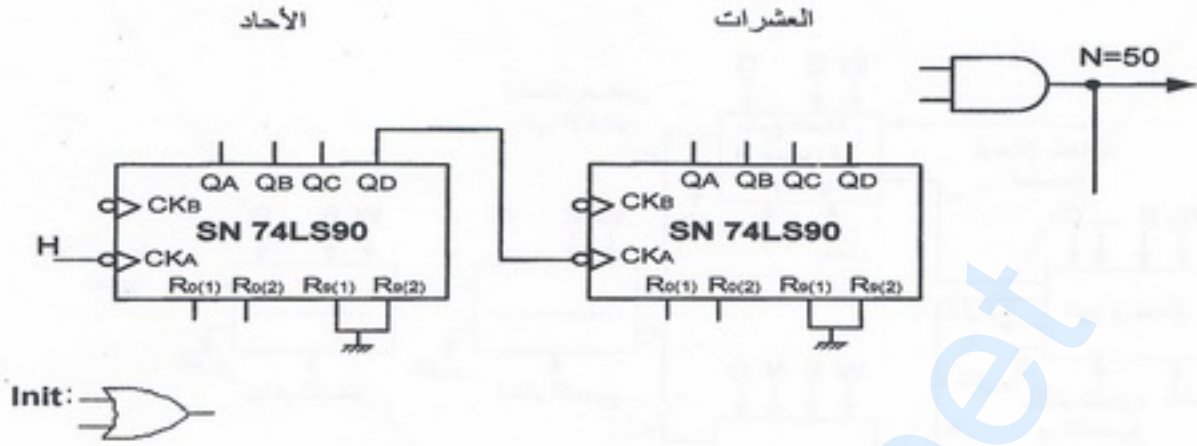 الأحاد العشرات
N=50
QA QB QC QD QA QB QC QD
CKB CKB
SN 74LS90 SN 74LS90
H CKA CKA
R0(1) R0(2) R9(1) R9(2) R0(1) R0(2) R9(1) R9(2)
Init:
et